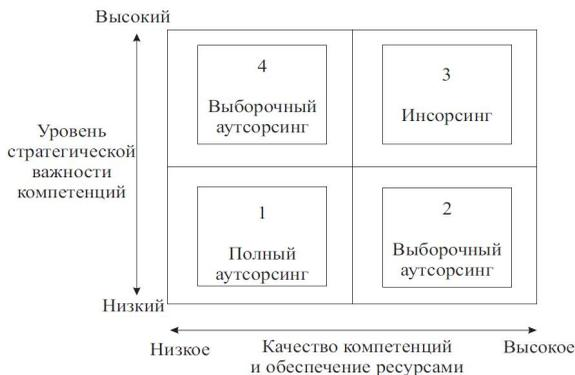 Высокий
4
Выборочный
аутсорсинг
3
Инсорсинг
Уровень
стратегической
важности
компетенций
1
Полный
аутсорсинг
2
Выборочный
аутсорсинг
Низкий
Низкое
Качество компетенций
и обеспечение ресурсами
Высокое